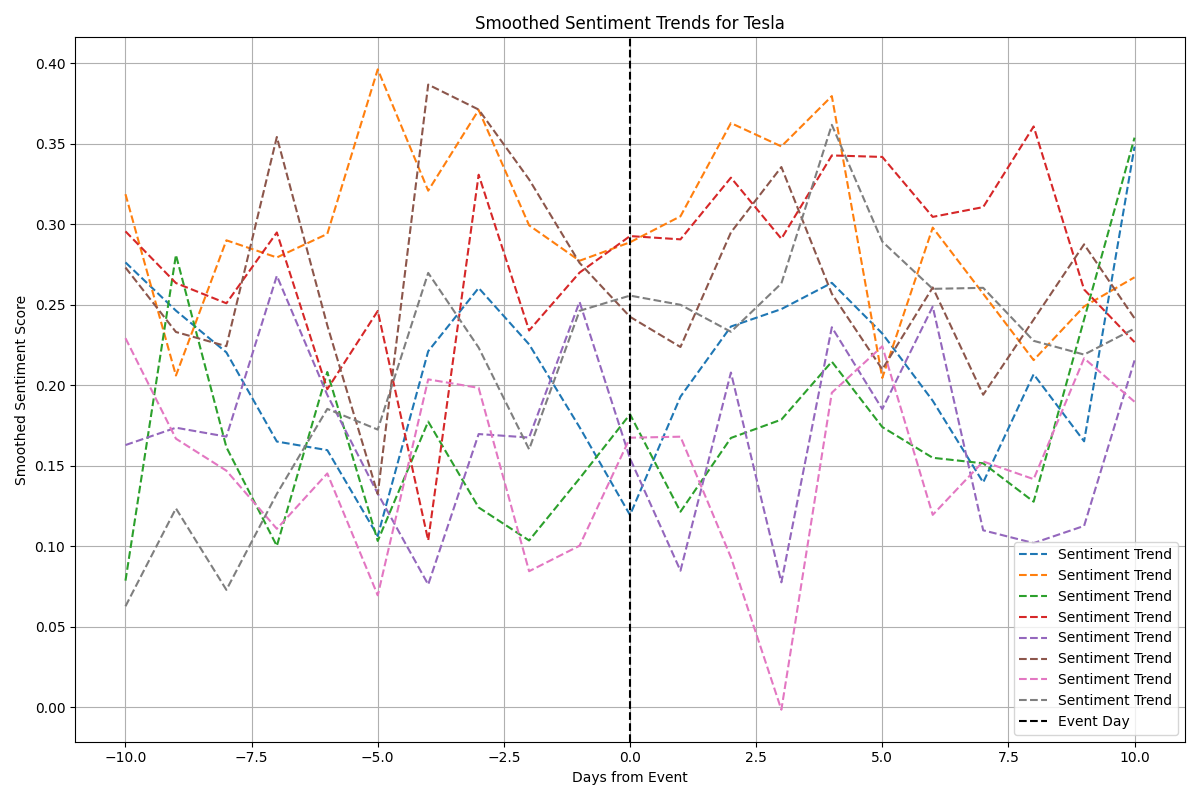 Smoothed Sentiment Trends for Tesla
0.40
0.35
0.30
0.25
0.20
0.15
0.10
0.05
0.00
Smoothed Sentiment Score
−10.0 −7.5 −5.0 −2.5 0.0 2.5 5.0 7.5 10.0
Days from Event
Sentiment Trend
Sentiment Trend
Sentiment Trend
Sentiment Trend
Sentiment Trend
Sentiment Trend
Sentiment Trend
Sentiment Trend
Event Day